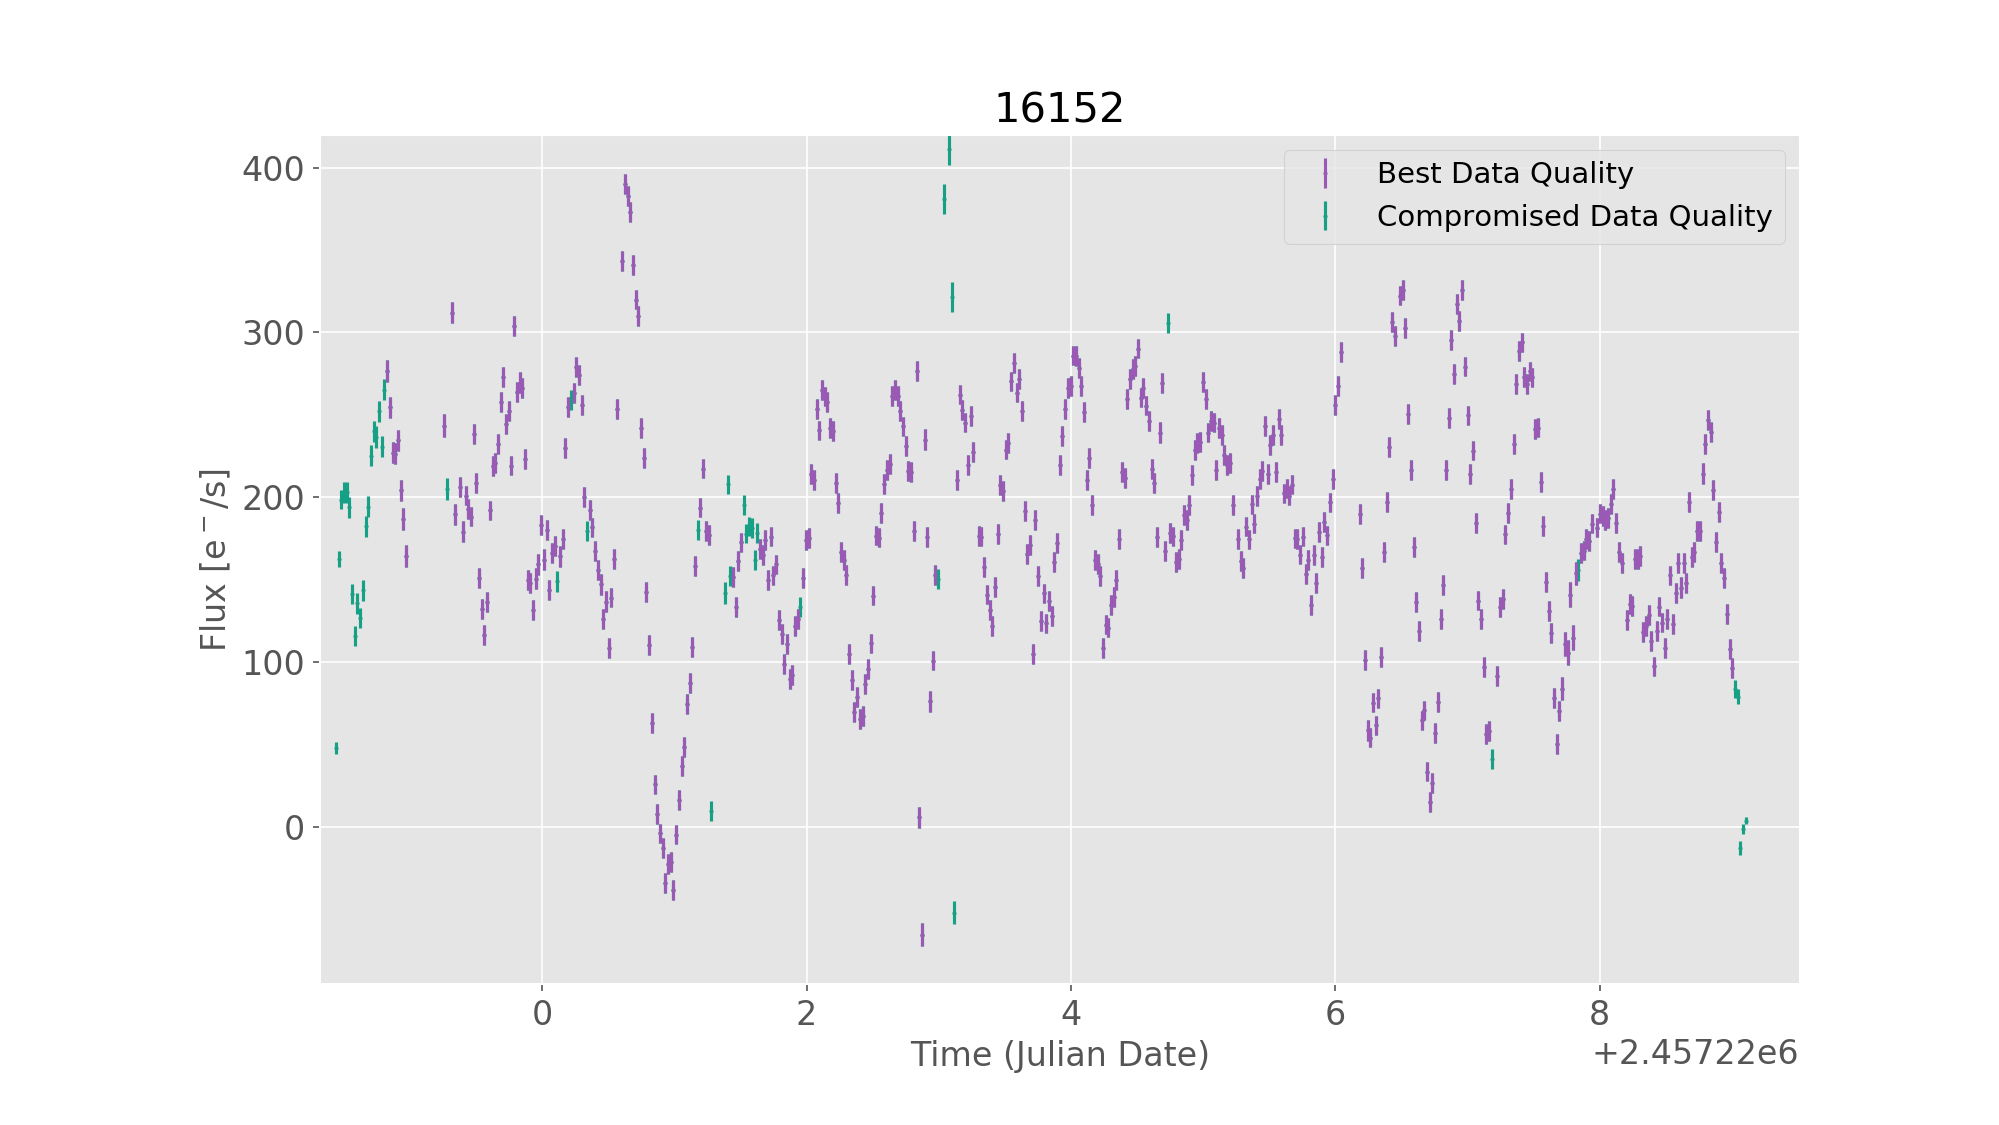 16152
Best Data Quality
Compromised Data Quality
400
300
200
100
0
Flux [e⁻/s]
0 2 4 6 8
Time (Julian Date)
+2.45722e6